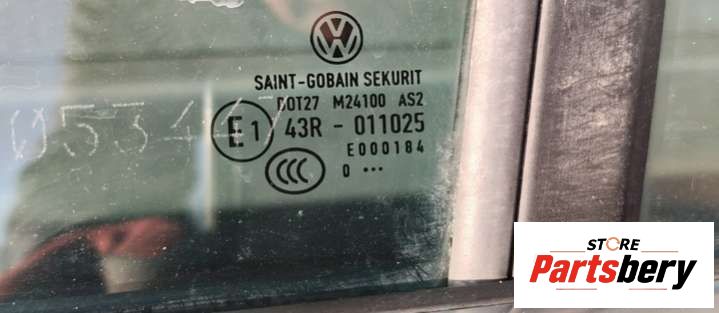 SAINT-GOBAIN SEKURIT
DOT27 M24100 AS2
E1 43R - 011025
E000184
CCC 0 •••
STORE
Partsbery